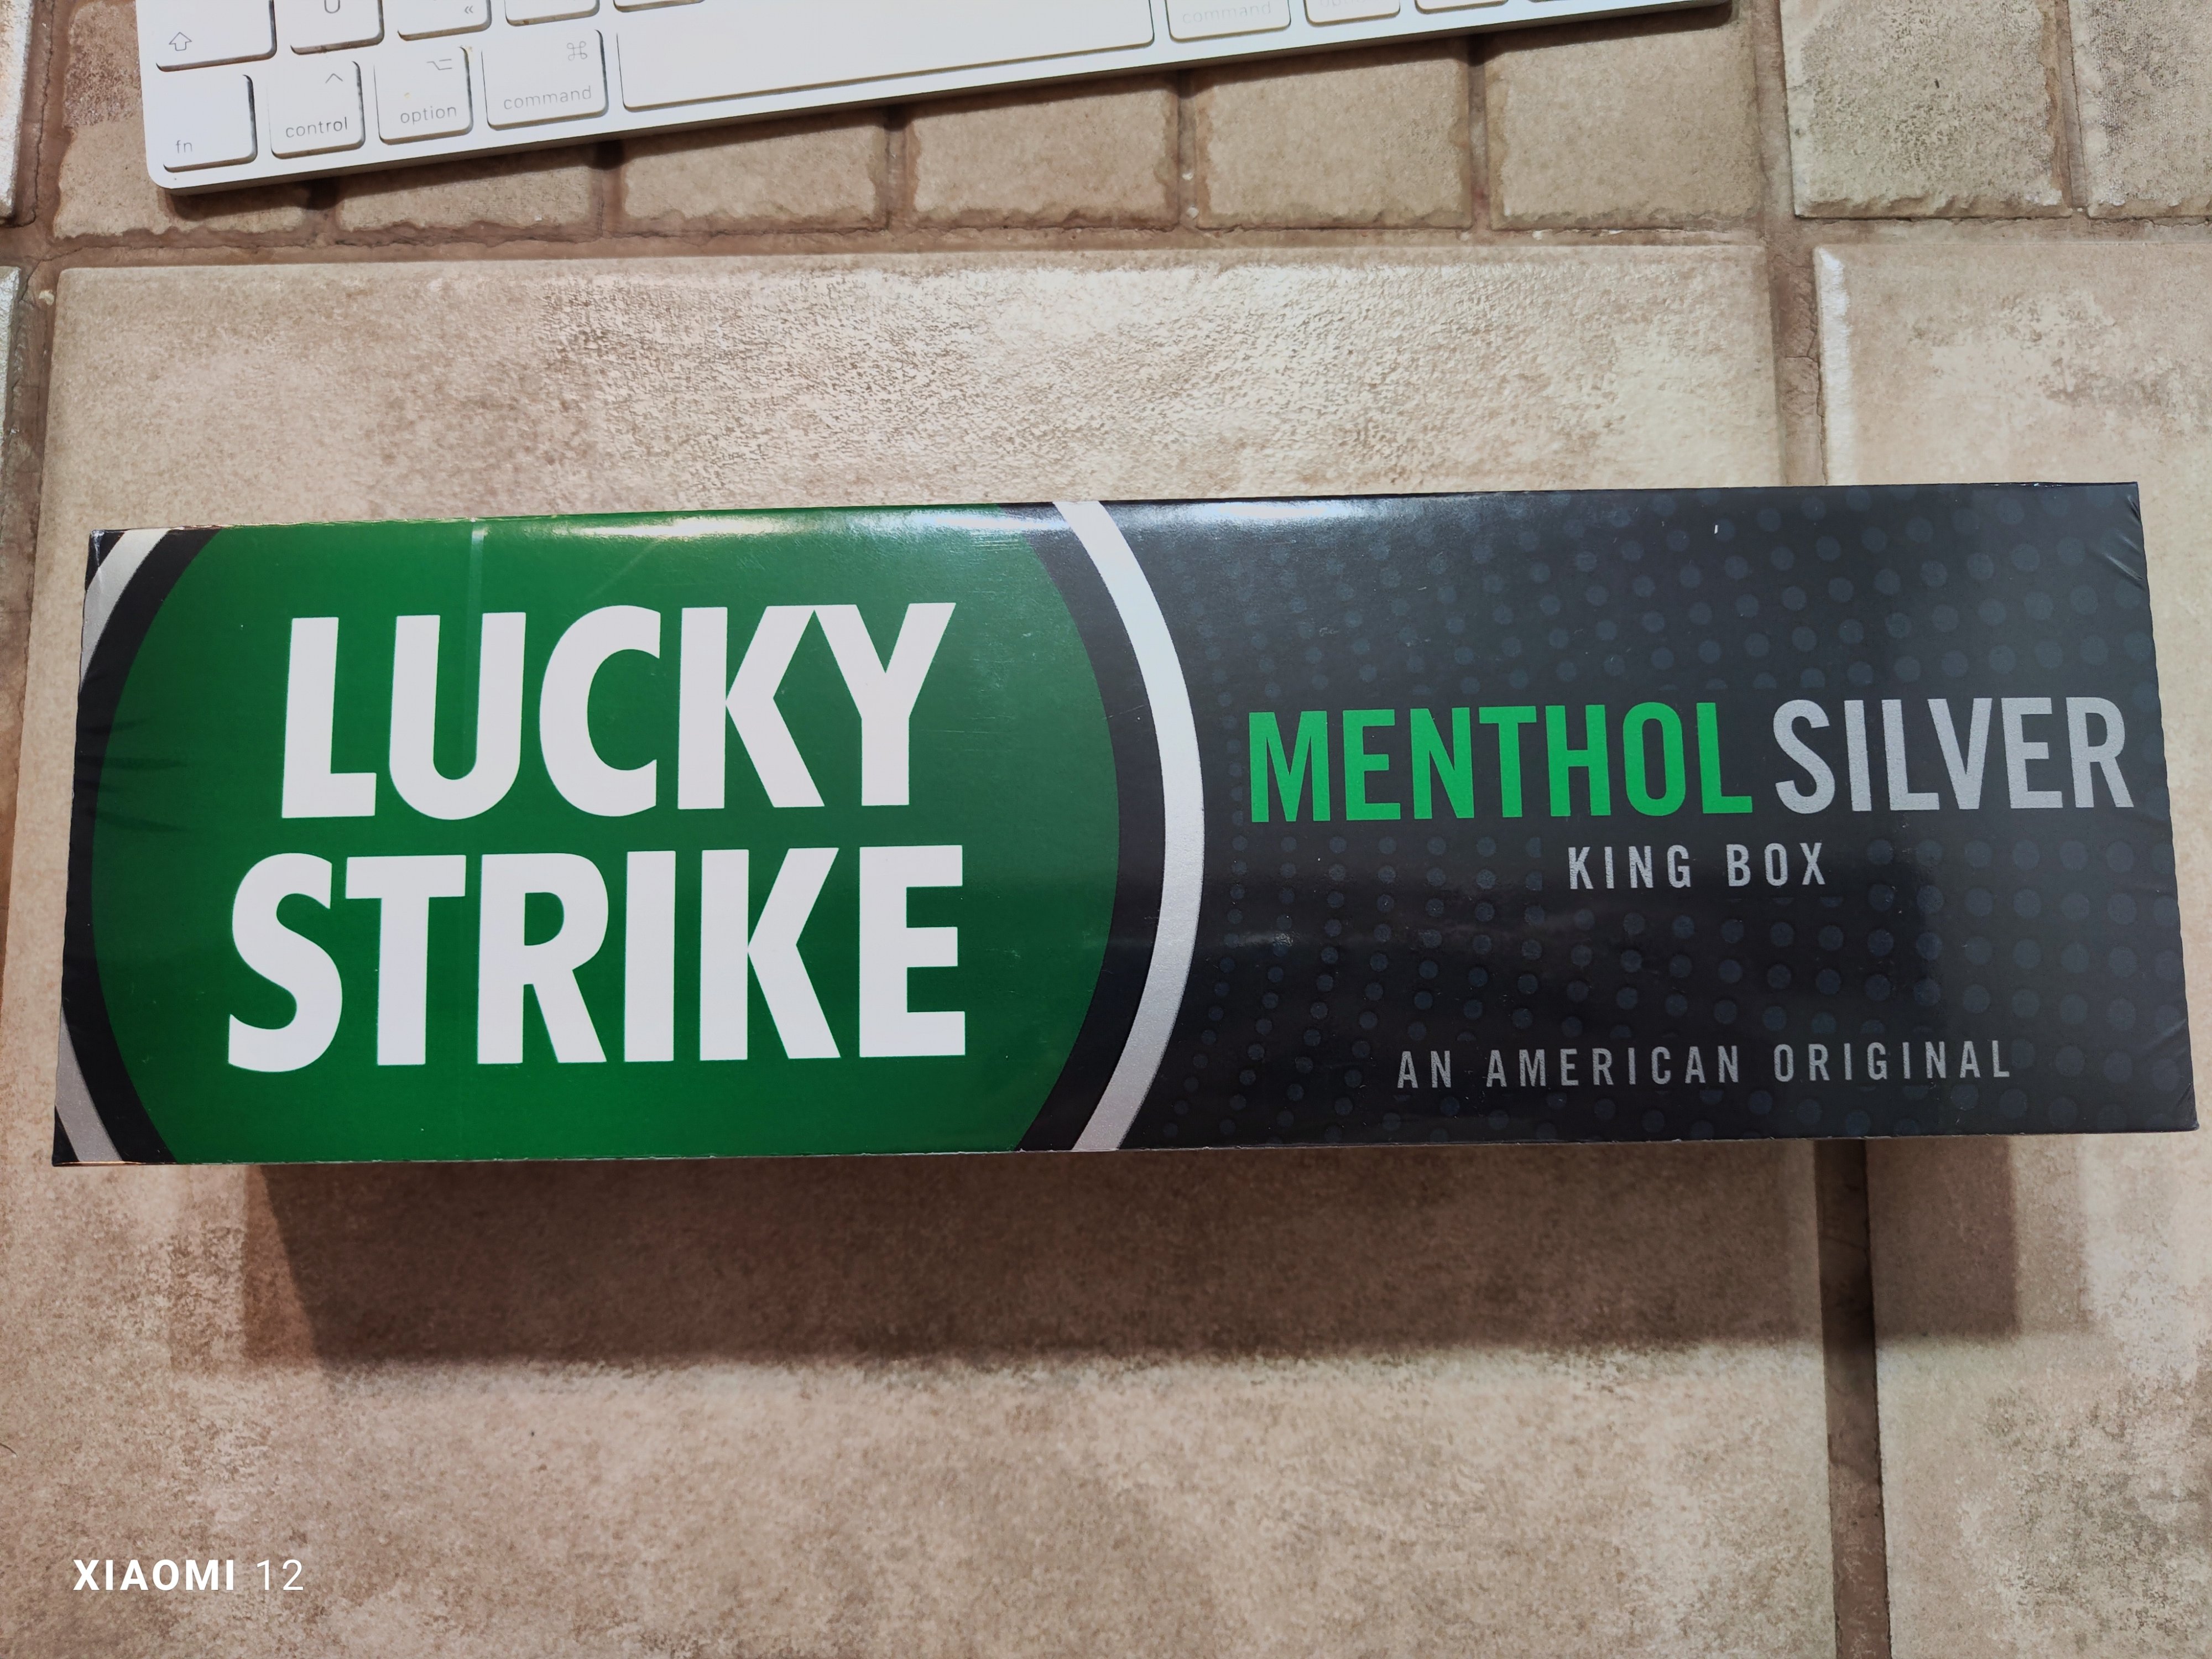 fn
control
option
command
command
LUCKY
STRIKE
MENTHOL SILVER
KING BOX
AN AMERICAN ORIGINAL
XIAOMI 12